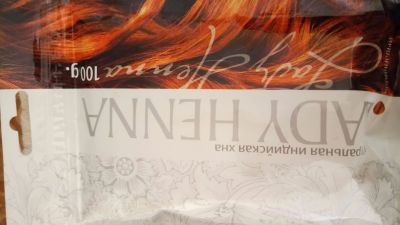 ральная индийская хна
ADY HENNA
Lady Henna 100g.